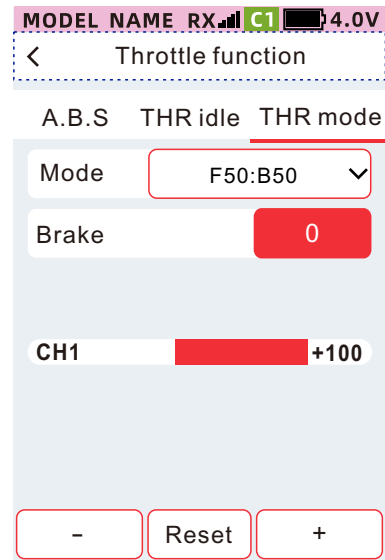 MODEL NAME RX C1 4.0V
< Throttle function
A.B.S THR idle THR mode
Mode F50:B50
Brake 0
CH1 +100
- Reset +